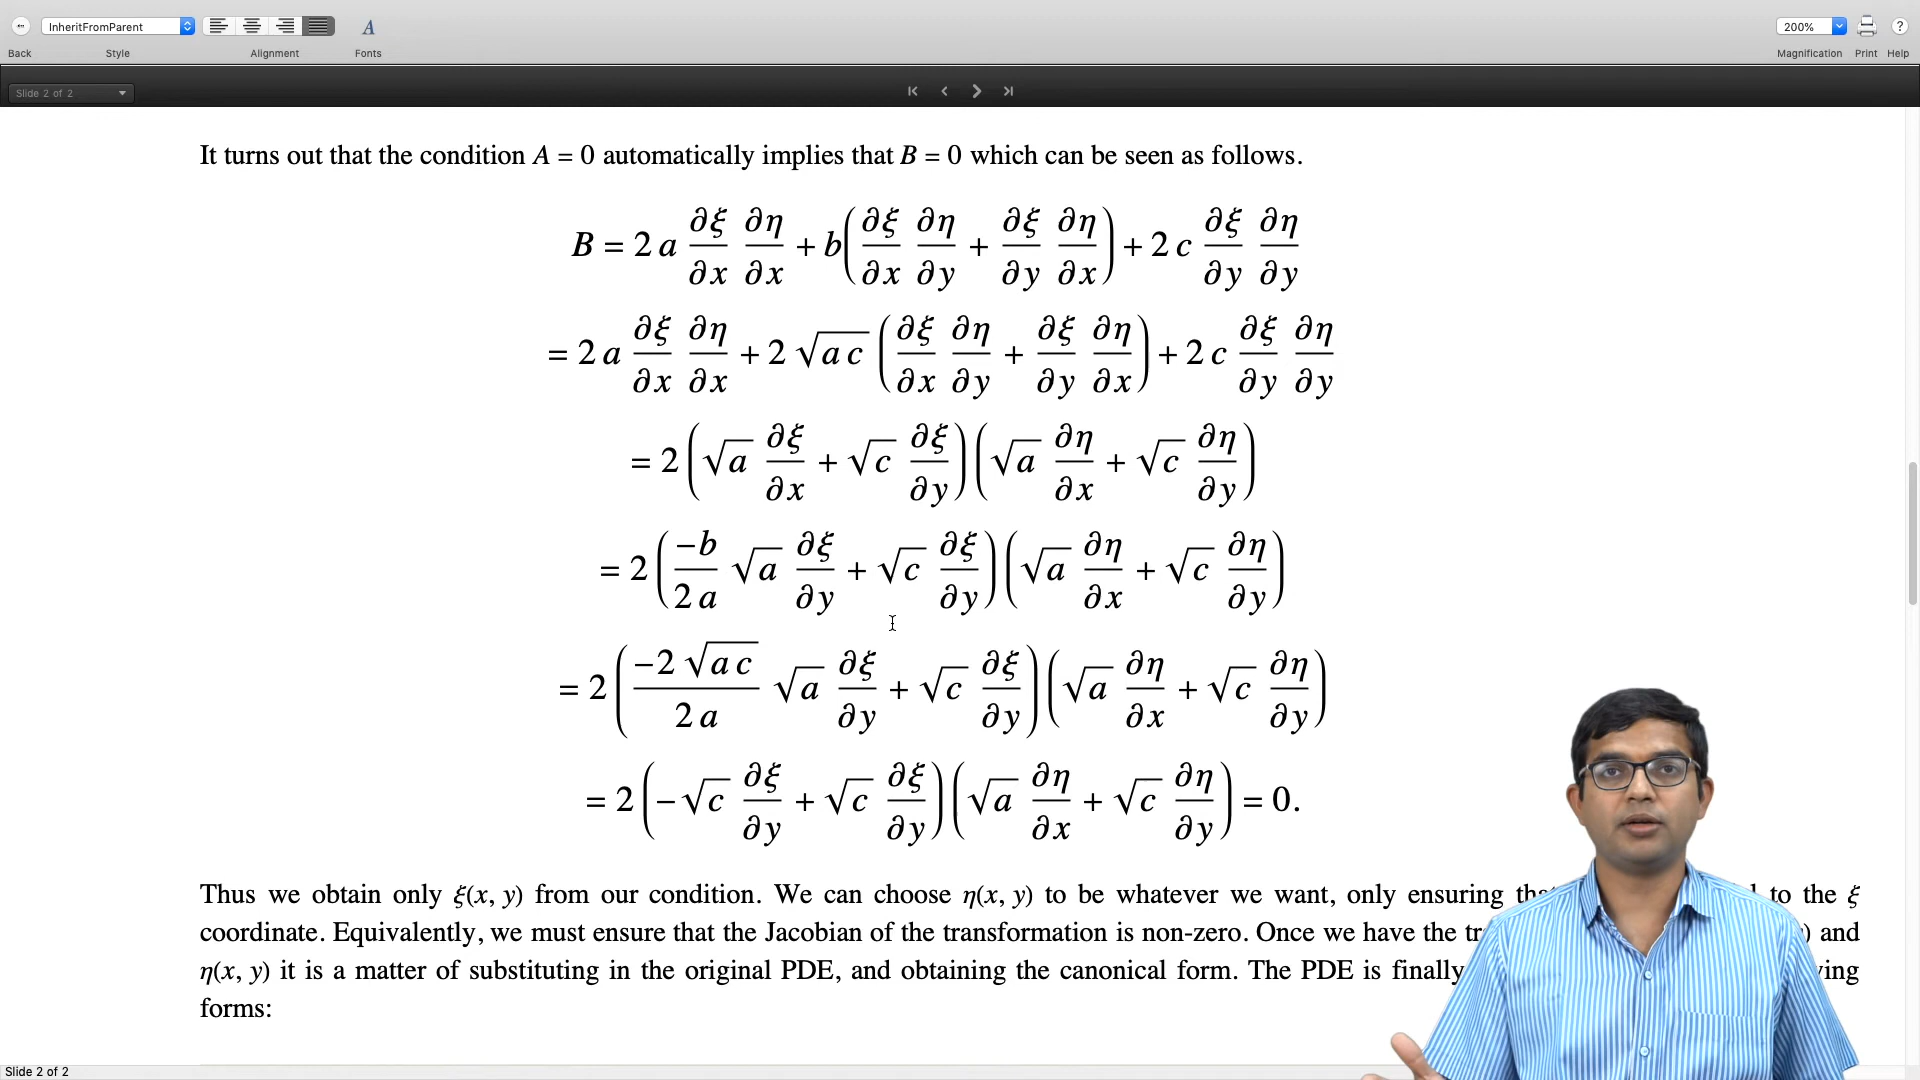 InheritFromParent
200%
Back Style Alignment Fonts Magnification Print Help
Slide 2 of 2
It turns out that the condition A = 0 automatically implies that B = 0 which can be seen as follows.
B = 2 a ∂ξ/∂x ∂η/∂x + b(∂ξ/∂x ∂η/∂y + ∂ξ/∂y ∂η/∂x) + 2 c ∂ξ/∂y ∂η/∂y
= 2 a ∂ξ/∂x ∂η/∂x + 2 √(a c) (∂ξ/∂x ∂η/∂y + ∂ξ/∂y ∂η/∂x) + 2 c ∂ξ/∂y ∂η/∂y
= 2 (√a ∂ξ/∂x + √c ∂ξ/∂y) (√a ∂η/∂x + √c ∂η/∂y)
= 2 (−b/2 a √a ∂ξ/∂y + √c ∂ξ/∂y) (√a ∂η/∂x + √c ∂η/∂y)
= 2 (−2 √(a c)/2 a √a ∂ξ/∂y + √c ∂ξ/∂y) (√a ∂η/∂x + √c ∂η/∂y)
= 2 (−√c ∂ξ/∂y + √c ∂ξ/∂y) (√a ∂η/∂x + √c ∂η/∂y) = 0.
Thus we obtain only ξ(x, y) from our condition. We can choose η(x, y) to be whatever we want, only ensuring to the ξ
coordinate. Equivalently, we must ensure that the Jacobian of the transformation is non-zero. Once we have the and
η(x, y) it is a matter of substituting in the original PDE, and obtaining the canonical form. The PDE is finally
forms:
Slide 2 of 2